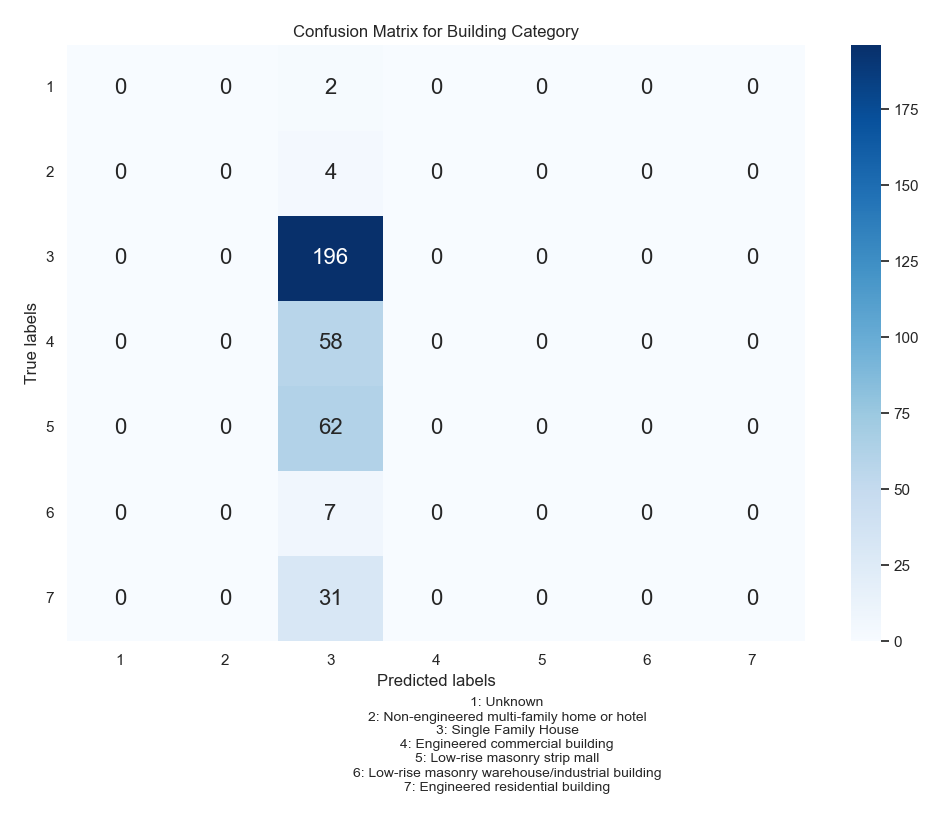 Confusion Matrix for Building Category
1 0 0 2 0 0 0 0
2 0 0 4 0 0 0 0
3 0 0 196 0 0 0 0
4 0 0 58 0 0 0 0
5 0 0 62 0 0 0 0
6 0 0 7 0 0 0 0
7 0 0 31 0 0 0 0
True labels
1 2 3 4 5 6 7
Predicted labels
175
150
125
100
75
50
25
0
1: Unknown
2: Non-engineered multi-family home or hotel
3: Single Family House
4: Engineered commercial building
5: Low-rise masonry strip mall
6: Low-rise masonry warehouse/industrial building
7: Engineered residential building